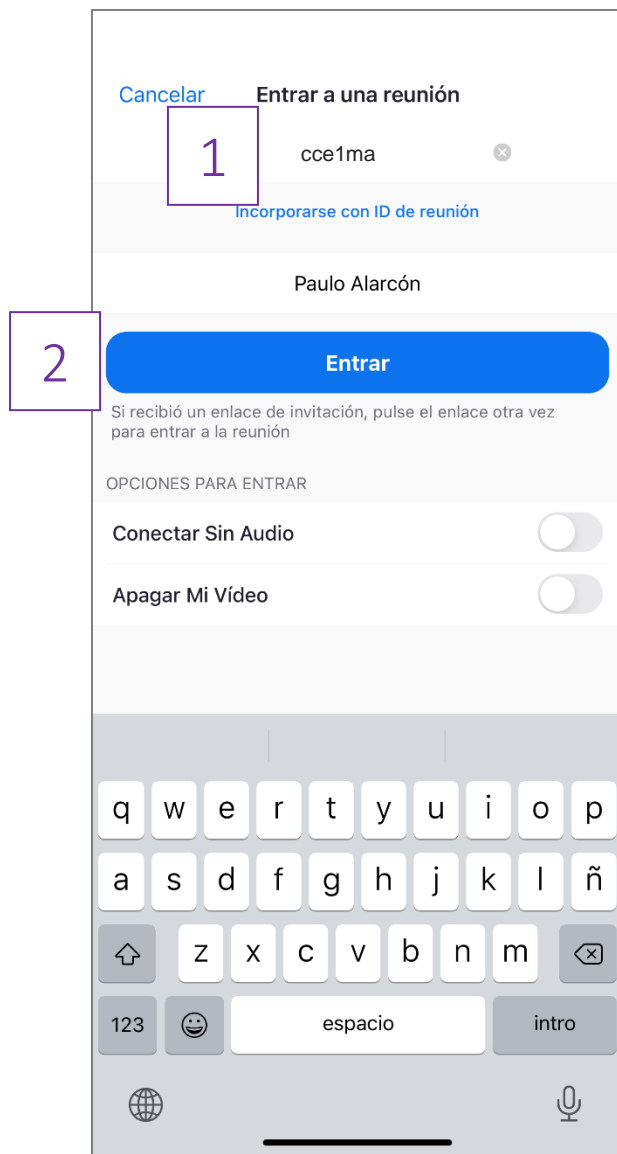 Cancelar Entrar a una reunión
1
cce1ma
Incorporarse con ID de reunión
Paulo Alarcón
2
Entrar
Si recibió un enlace de invitación, pulse el enlace otra vez
para entrar a la reunión
OPCIONES PARA ENTRAR
Conectar Sin Audio
Apagar Mi Vídeo
q w e r t y u i o p
a s d f g h j k l ñ
z x c v b n m
123 espacio intro